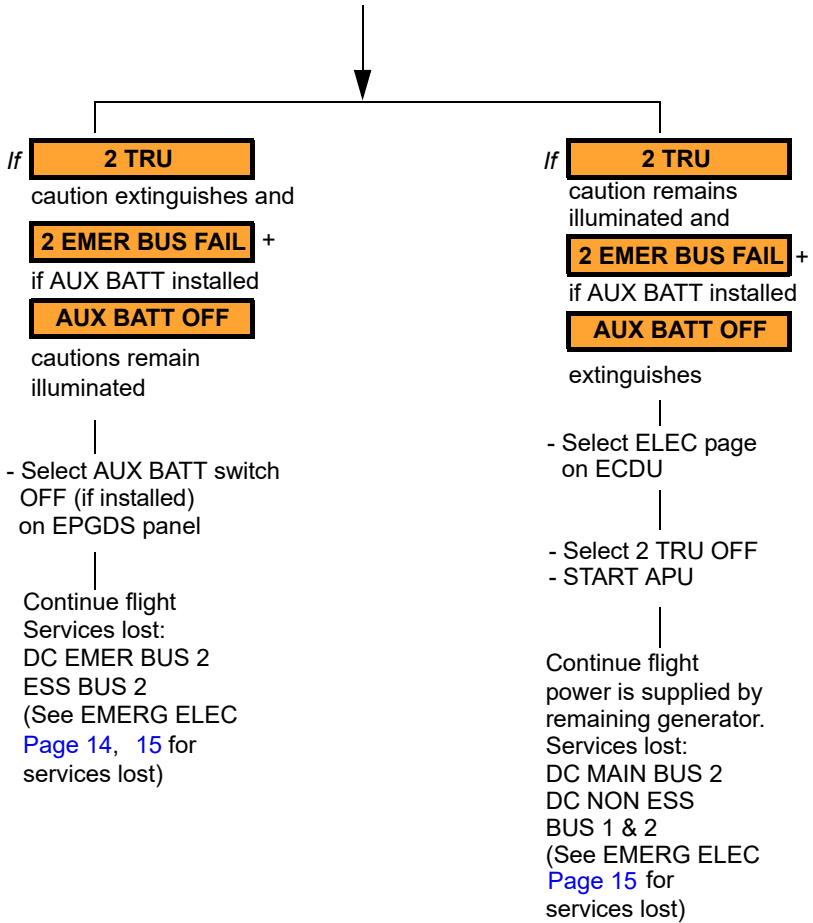 If 2 TRU
caution extinguishes and
2 EMER BUS FAIL +
if AUX BATT installed
AUX BATT OFF
cautions remain
illuminated
- Select AUX BATT switch
OFF (if installed)
on EPGDS panel
Continue flight
Services lost:
DC EMER BUS 2
ESS BUS 2
(See EMERG ELEC
Page 14, 15 for
services lost)
If 2 TRU
caution remains
illuminated and
2 EMER BUS FAIL +
if AUX BATT installed
AUX BATT OFF
extinguishes
- Select ELEC page
on ECDU
- Select 2 TRU OFF
- START APU
Continue flight
power is supplied by
remaining generator.
Services lost:
DC MAIN BUS 2
DC NON ESS
BUS 1 & 2
(See EMERG ELEC
Page 15 for
services lost)